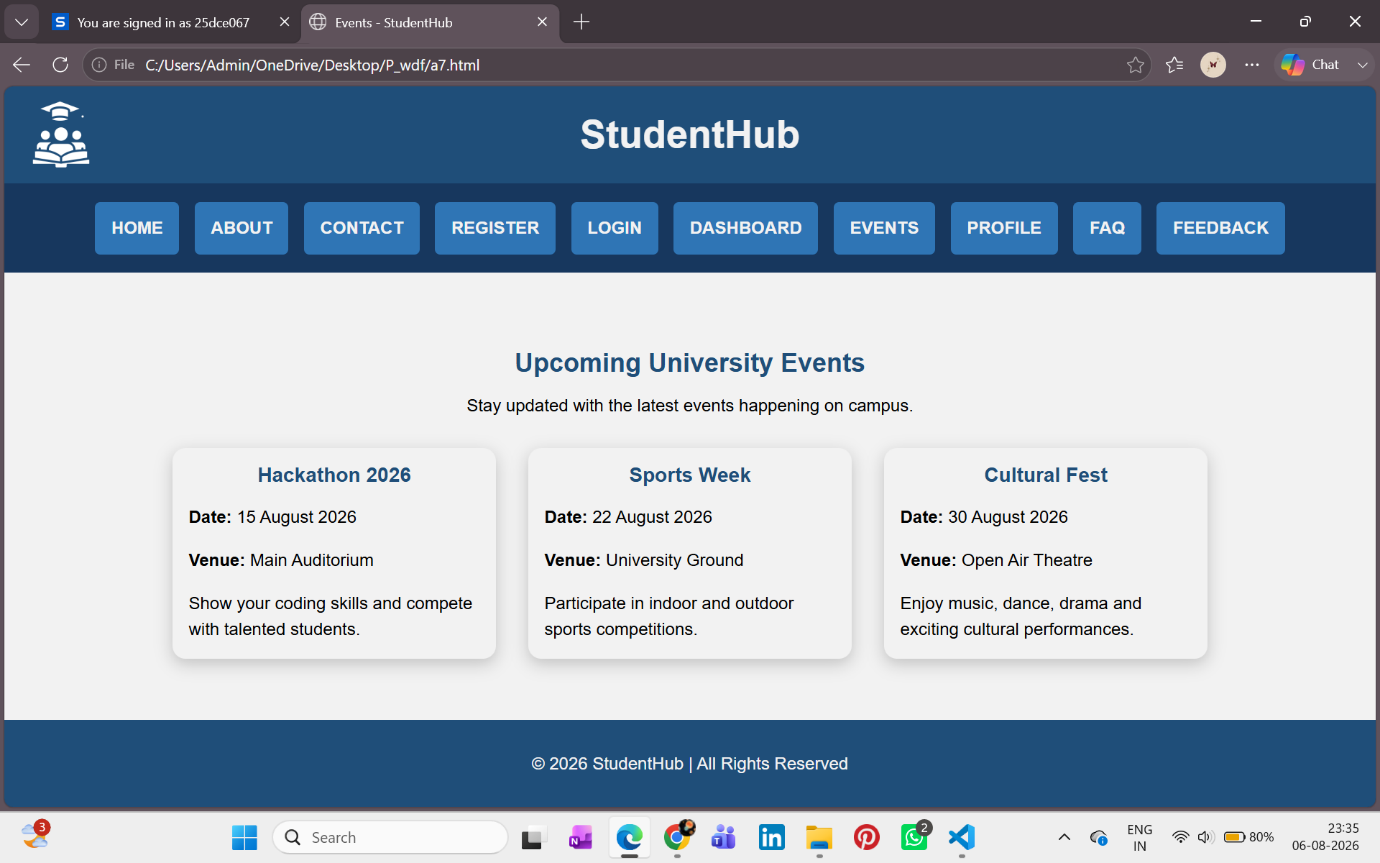 You are signed in as 25dce067
Events - StudentHub
File C:/Users/Admin/OneDrive/Desktop/P_wdf/a7.html
Chat
StudentHub
HOME ABOUT CONTACT REGISTER LOGIN DASHBOARD EVENTS PROFILE FAQ FEEDBACK
Upcoming University Events
Stay updated with the latest events happening on campus.
Hackathon 2026
Date: 15 August 2026
Venue: Main Auditorium
Show your coding skills and compete
with talented students.
Sports Week
Date: 22 August 2026
Venue: University Ground
Participate in indoor and outdoor
sports competitions.
Cultural Fest
Date: 30 August 2026
Venue: Open Air Theatre
Enjoy music, dance, drama and
exciting cultural performances.
© 2026 StudentHub | All Rights Reserved
3
Search
2
ENG
IN
80%
23:35
06-08-2026